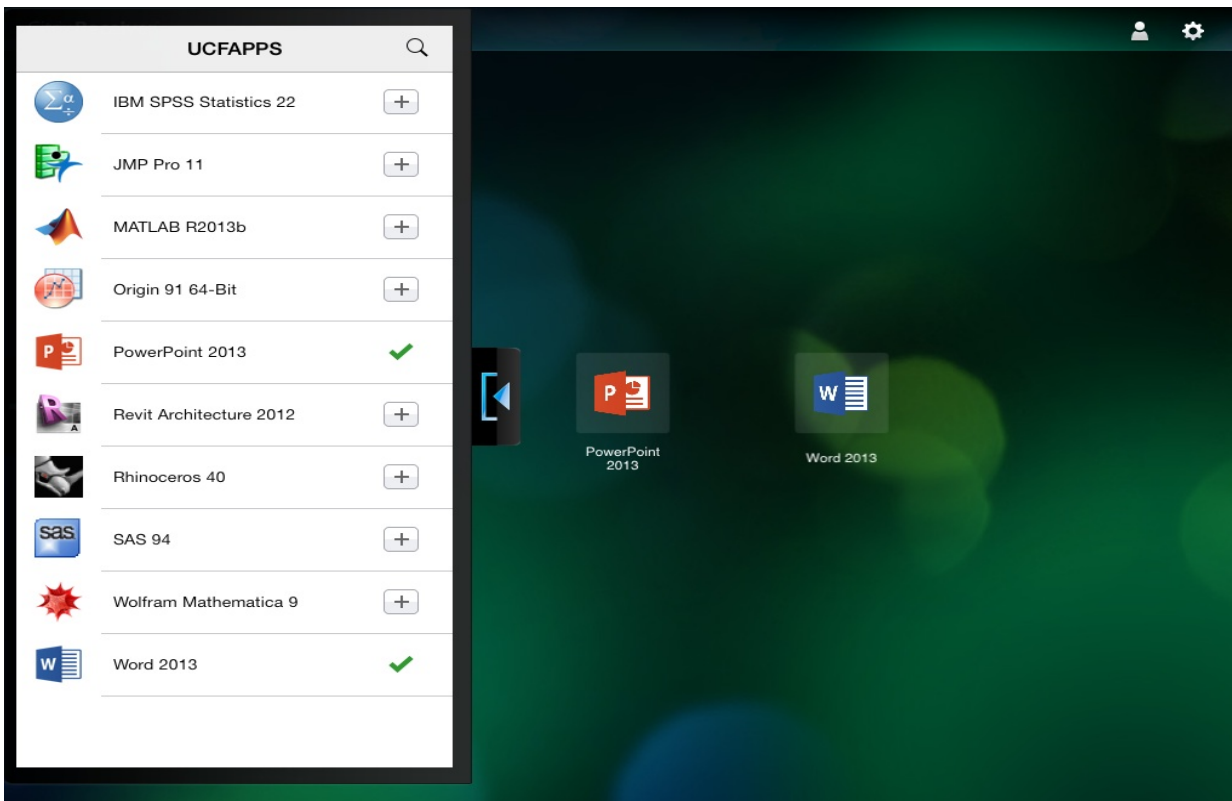 UCFAPPS
IBM SPSS Statistics 22
JMP Pro 11
MATLAB R2013b
Origin 91 64-Bit
PowerPoint 2013
Revit Architecture 2012
Rhinoceros 40
sas
SAS 94
Wolfram Mathematica 9
Word 2013
PowerPoint
2013
Word 2013